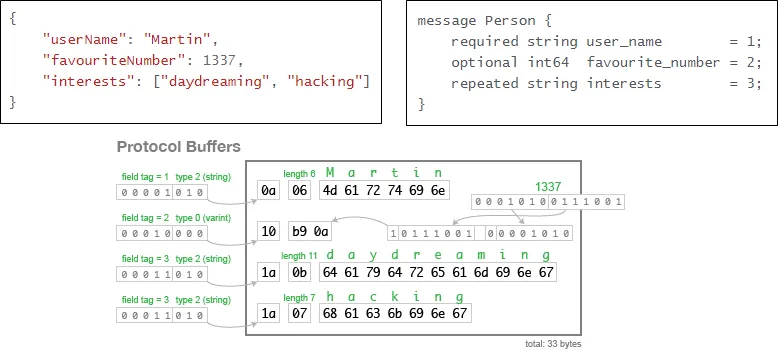 {
"userName": "Martin",
"favouriteNumber": 1337,
"interests": ["daydreaming", "hacking"]
}
message Person {
required string user_name = 1;
optional int64 favourite_number = 2;
repeated string interests = 3;
}
Protocol Buffers
field tag = 1 type 2 (string)
0 0 0 0 1 0 1 0
length 6 M a r t i n
0a 06 4d 61 72 74 69 6e
1337
0 0 0 1 0 1 0 0 1 1 1 0 0 1
field tag = 2 type 0 (varint)
0 0 0 1 0 0 0 0
10 b9 0a
1 0 1 1 1 0 0 1 0 0 0 0 1 0 1 0
field tag = 3 type 2 (string)
0 0 0 1 1 0 1 0
length 11 d a y d r e a m i n g
1a 0b 64 61 79 64 72 65 61 6d 69 6e 67
field tag = 3 type 2 (string)
0 0 0 1 1 0 1 0
length 7 h a c k i n g
1a 07 68 61 63 6b 69 6e 67
total: 33 bytes